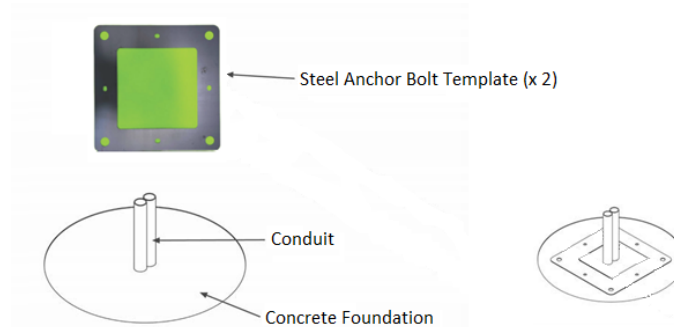 Steel Anchor Bolt Template (x 2)
Conduit
Concrete Foundation